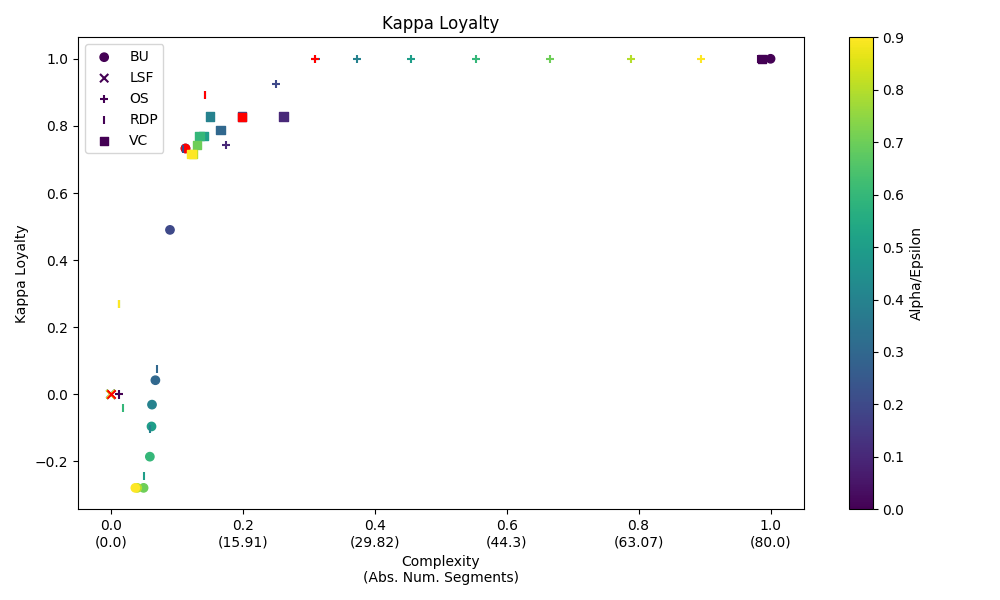 Kappa Loyalty
BU
LSF
OS
RDP
VC
1.0
0.8
0.6
0.4
0.2
0.0
−0.2
Kappa Loyalty
0.0 0.2 0.4 0.6 0.8 1.0
(0.0) (15.91) (29.82) (44.3) (63.07) (80.0)
Complexity
(Abs. Num. Segments)
0.9
0.8
0.7
0.6
0.5
0.4
0.3
0.2
0.1
0.0
Alpha/Epsilon